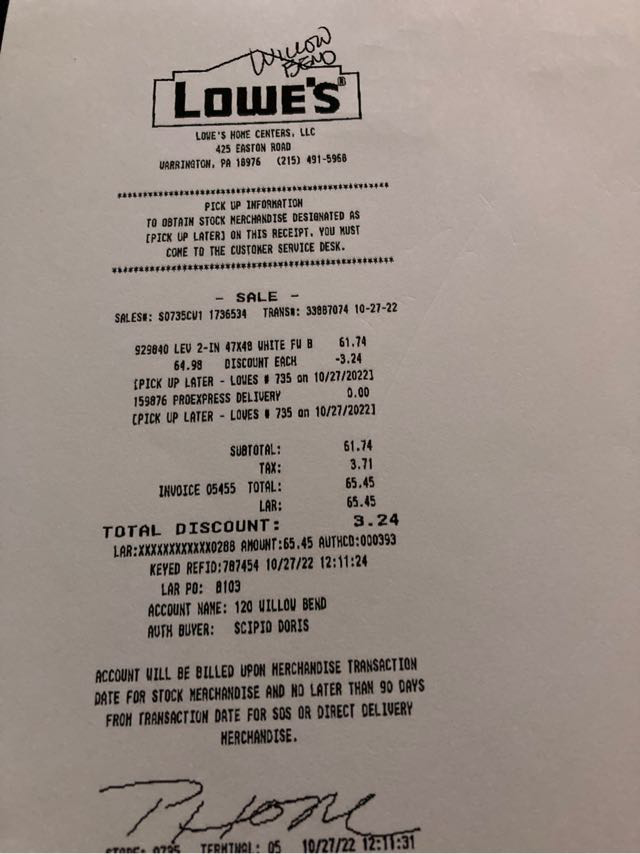 Willow
BEND
LOWE'S®
LOWE'S HOME CENTERS, LLC
425 EASTON ROAD
WARRINGTON, PA 18976 (215) 491-5968
PICK UP INFORMATION
TO OBTAIN STOCK MERCHANDISE DESIGNATED AS
[PICK UP LATER] ON THIS RECEIPT, YOU MUST
COME TO THE CUSTOMER SERVICE DESK.
- SALE -
SALES#: S0735CW1 1736534 TRANS#: 33887074 10-27-22
929840 LEV 2-IN 47X48 WHITE FW B 61.74
64.98 DISCOUNT EACH -3.24
[PICK UP LATER - LOWES # 735 on 10/27/2022]
159876 PROEXPRESS DELIVERY 0.00
[PICK UP LATER - LOWES # 735 on 10/27/2022]
SUBTOTAL: 61.74
TAX: 3.71
INVOICE 05455 TOTAL: 65.45
LAR: 65.45
TOTAL DISCOUNT: 3.24
LAR:XXXXXXXXXXXX0288 AMOUNT:65.45 AUTHCD:000393
KEYED REFID:787454 10/27/22 12:11:24
LAR PO: 8103
ACCOUNT NAME: 120 WILLOW BEND
AUTH BUYER: SCIPIO DORIS
ACCOUNT WILL BE BILLED UPON MERCHANDISE TRANSACTION
DATE FOR STOCK MERCHANDISE AND NO LATER THAN 90 DAYS
FROM TRANSACTION DATE FOR SOS OR DIRECT DELIVERY
MERCHANDISE.
STORE: 0735 TERMINAL: 05 10/27/22 12:11:31